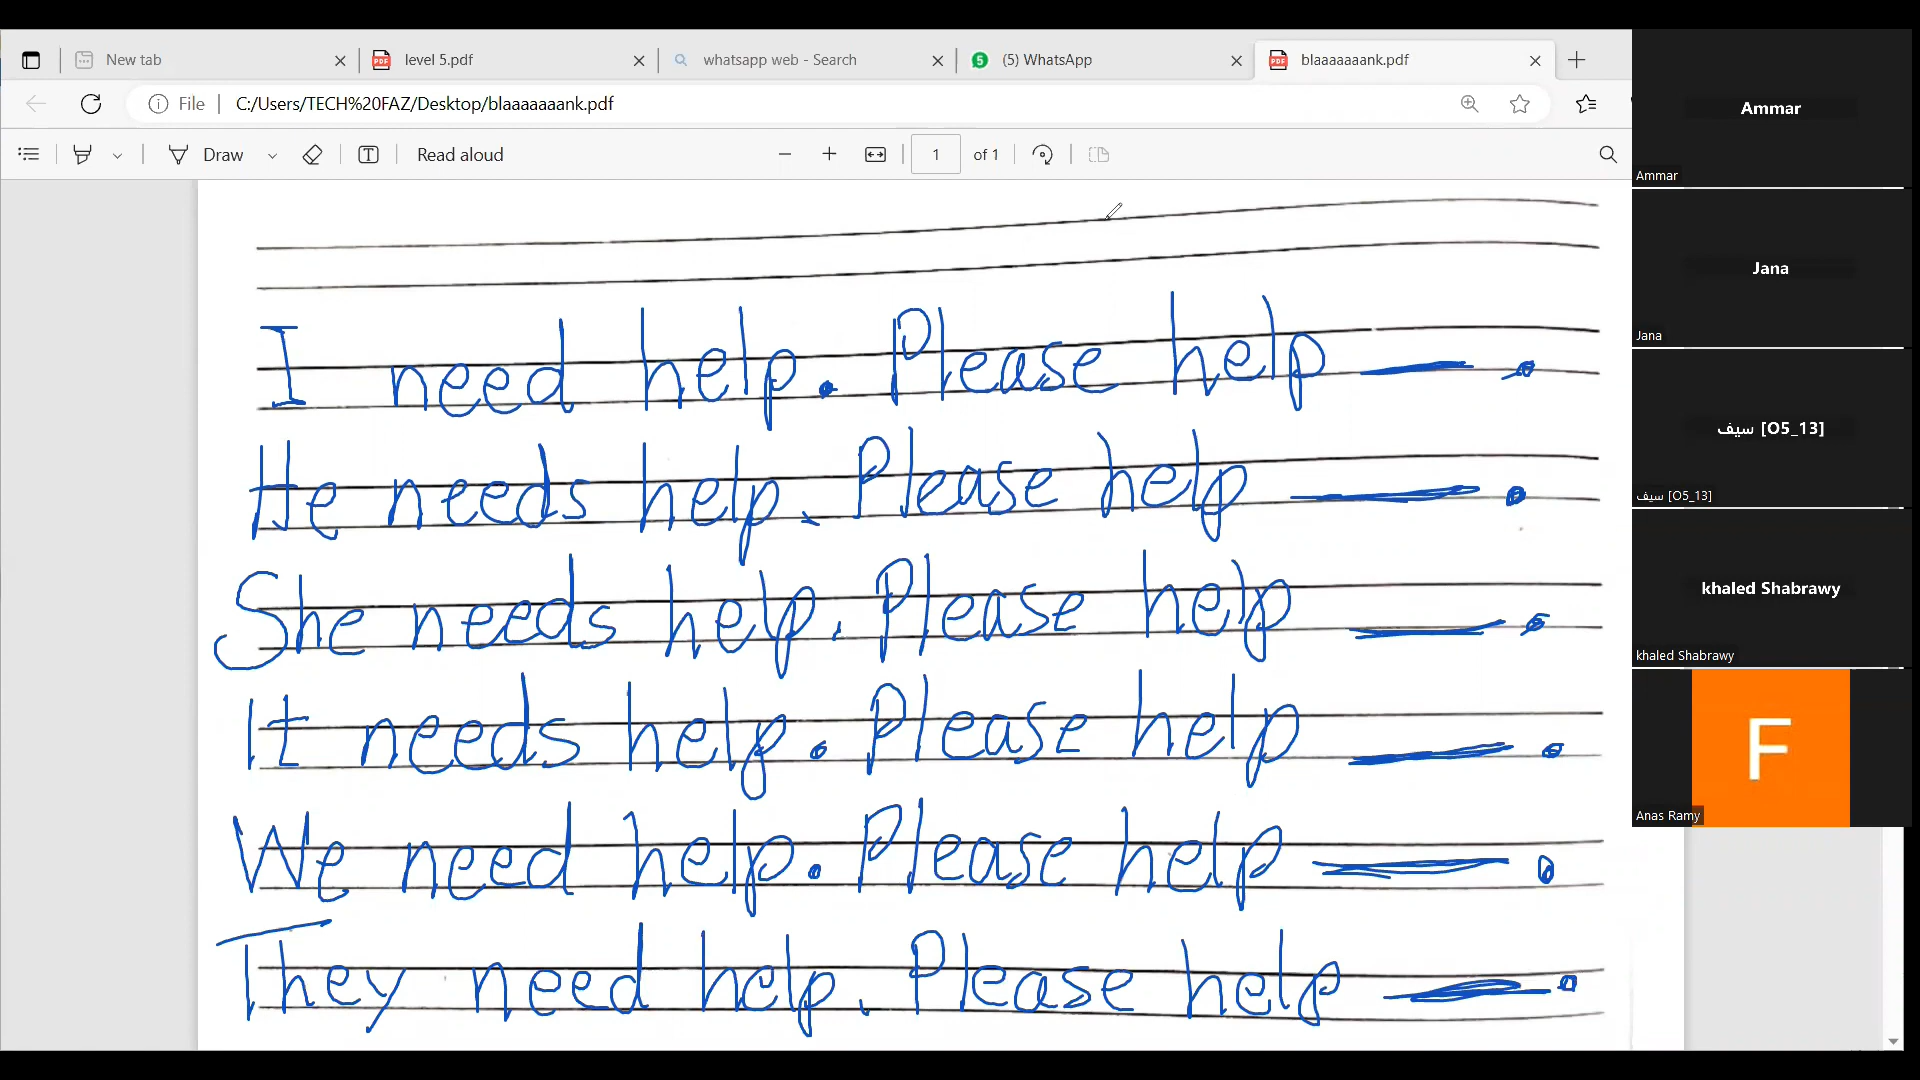 New tab
level 5.pdf
whatsapp web - Search
(5) WhatsApp
blaaaaaaank.pdf
File
C:/Users/TECH%20FAZ/Desktop/blaaaaaaank.pdf
Draw
Read aloud
1 of 1
I need help. Please help — .
He needs help. Please help — .
She needs help. Please help — .
It needs help. Please help — .
We need help. Please help — .
They need help. Please help — .
Ammar
Ammar
Jana
Jana
سيف [O5_13]
سيف [O5_13]
khaled Shabrawy
khaled Shabrawy
F
Anas Ramy